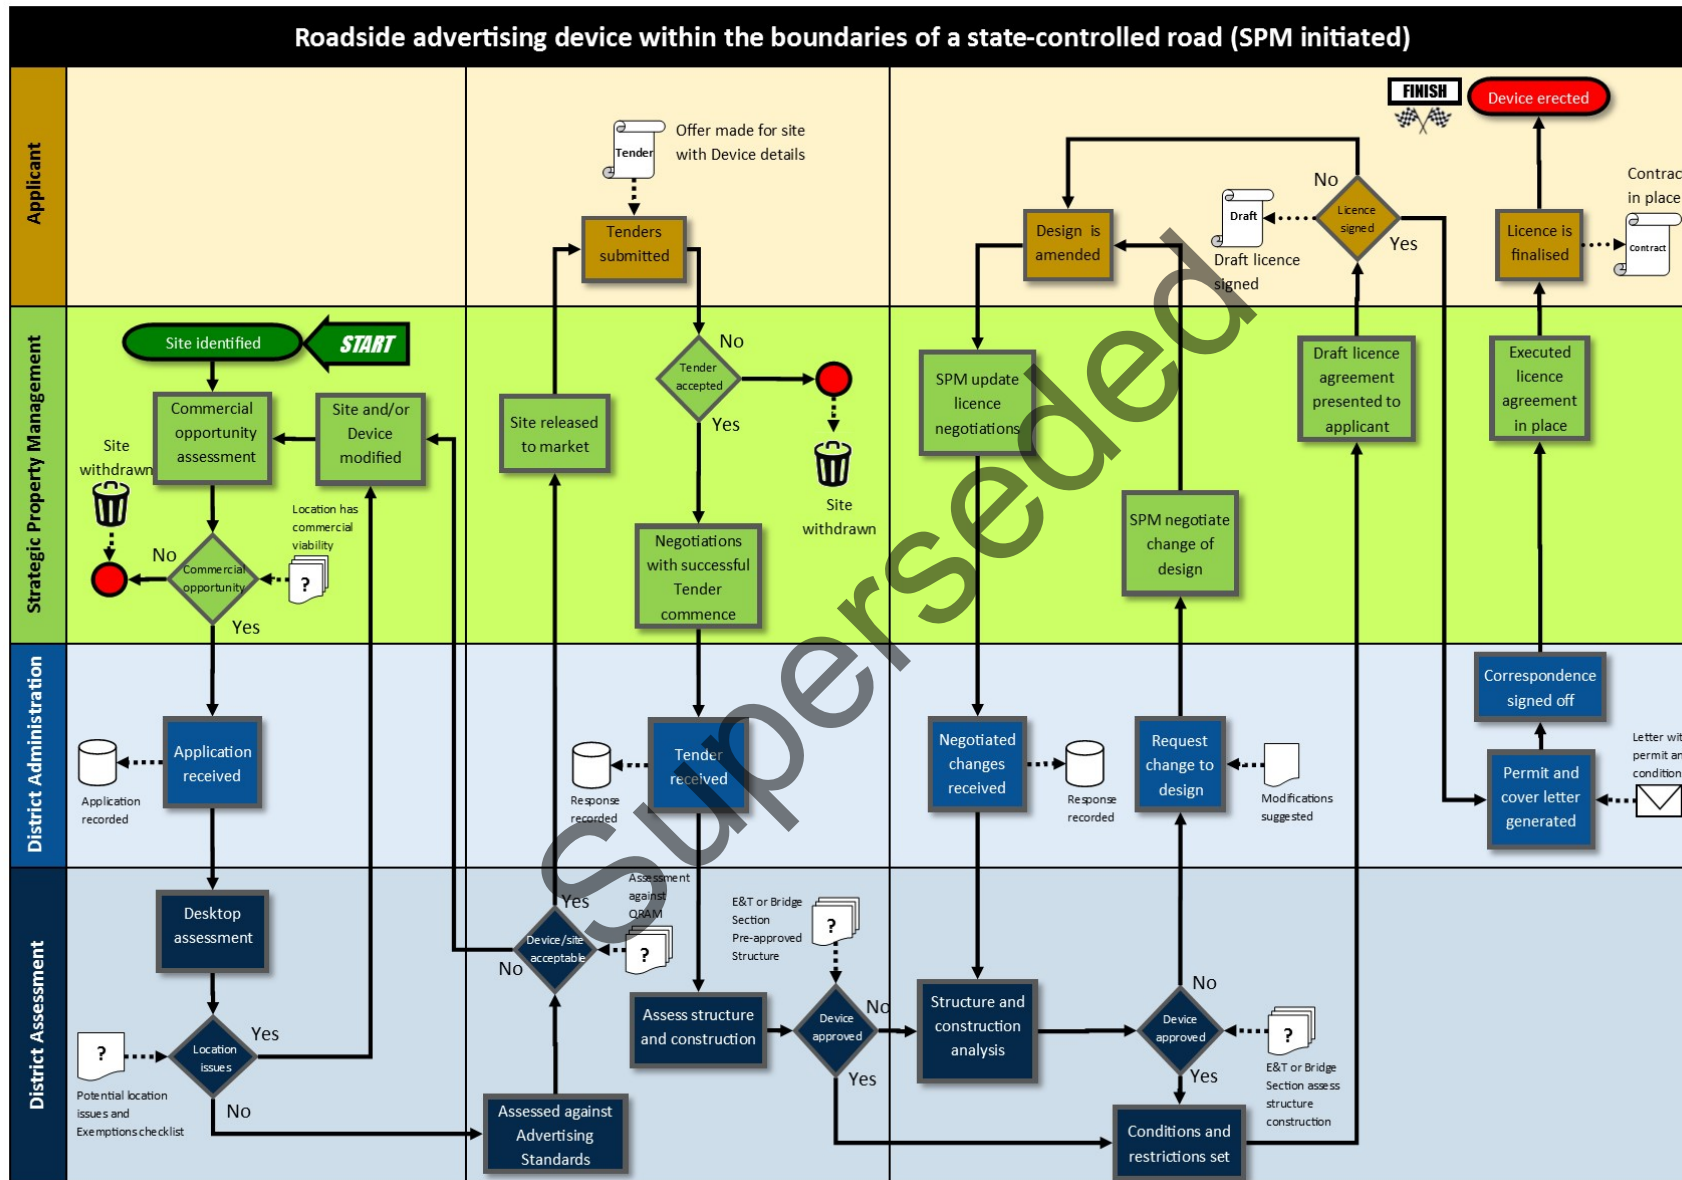 Roadside advertising device within the boundaries of a state-controlled road (SPM initiated)
Applicant
Tender
Offer made for site
with Device details
Tenders
submitted
Design is
amended
Draft
Draft licence
signed
No
Licence
signed
Yes
FINISH
Device erected
Licence is
finalised
Contrac
in place
Contract
Strategic Property Management
Site identified
START
Commercial
opportunity
assessment
Site and/or
Device
modified
Site
withdrawn
No
Commercial
opportunity
Yes
Location has
commercial
viability
?
Site released
to market
Tender
accepted
No
Yes
Site
withdrawn
Negotiations
with successful
Tender
commence
SPM update
licence
negotiations
SPM negotiate
change of
design
Draft licence
agreement
presented to
applicant
Executed
licence
agreement
in place
District Administration
Application
received
Application
recorded
Tender
received
Response
recorded
Negotiated
changes
received
Response
recorded
Request
change to
design
Modifications
suggested
Correspondence
signed off
Permit and
cover letter
generated
Letter wit
permit an
condition
District Assessment
Desktop
assessment
Location
issues
Yes
No
?
Potential location
issues and
Exemptions checklist
Assessed against
Advertising
Standards
Device/site
acceptable
Yes
No
Assessment
against
QRAM
?
Assess structure
and construction
E&T or Bridge
Section
Pre-approved
Structure
?
Device
approved
No
Yes
Structure and
construction
analysis
Device
approved
No
Yes
?
E&T or Bridge
Section assess
structure
construction
Conditions and
restrictions set
Superseded